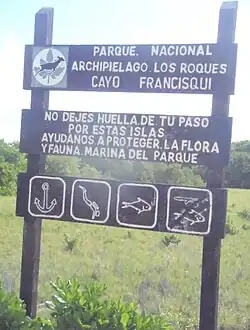 PARQUE. NACIONAL
ARCHIPIELAGO. LOS ROQUES
CAYO FRANCISQUI
NO DEJES HUELLA. DE. TU PASO
POR ESTAS ISLAS.
AYUDANOS A PROTEGER. LA FLORA
Y FAUNA. MARINA DEL PARQUE